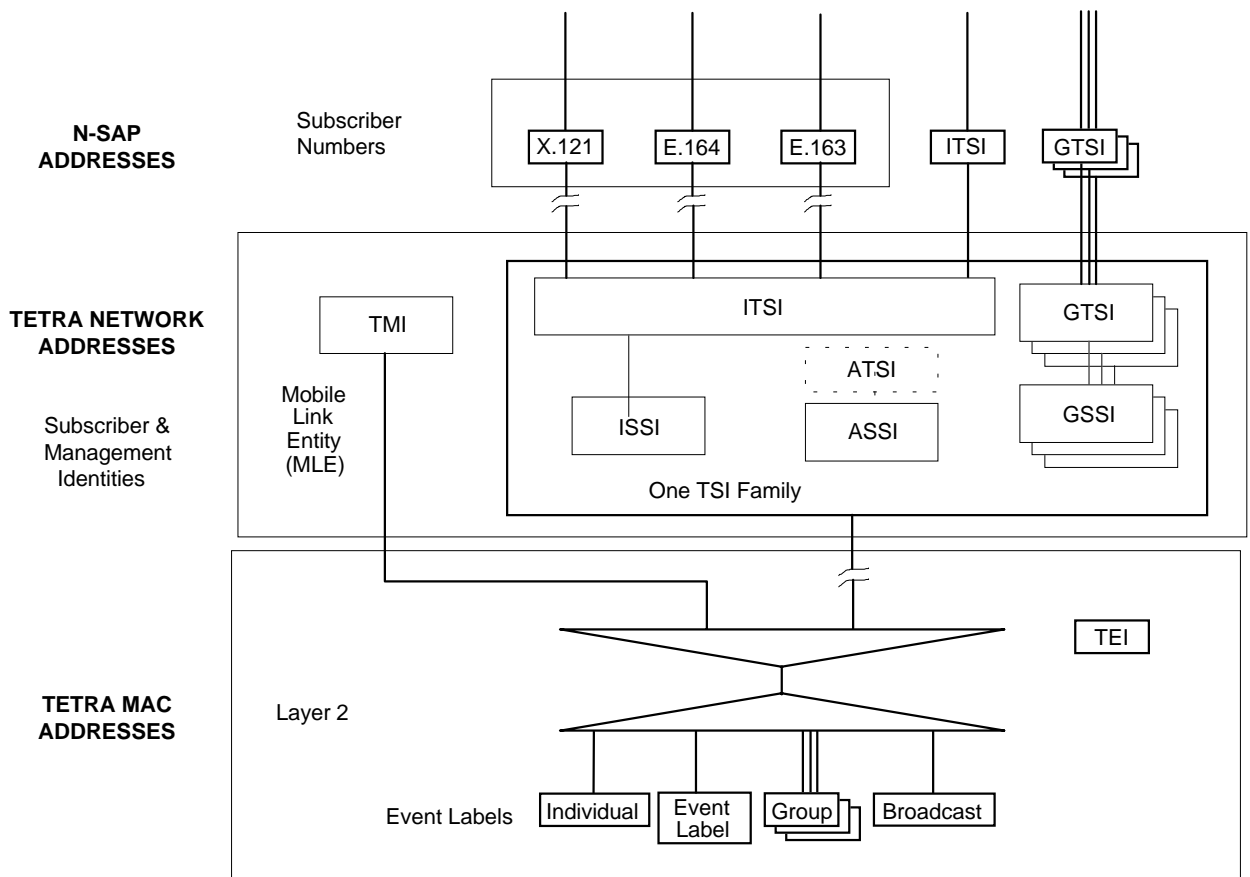 N-SAP
ADDRESSES
Subscriber
Numbers
X.121
E.164
E.163
ITSI
GTSI
TETRA NETWORK
ADDRESSES
Subscriber &
Management
Identities
TMI
Mobile
Link
Entity
(MLE)
ITSI
GTSI
ATSI
ISSI
ASSI
GSSI
One TSI Family
TETRA MAC
ADDRESSES
Layer 2
TEI
Event Labels
Individual
Event
Label
Group
Broadcast